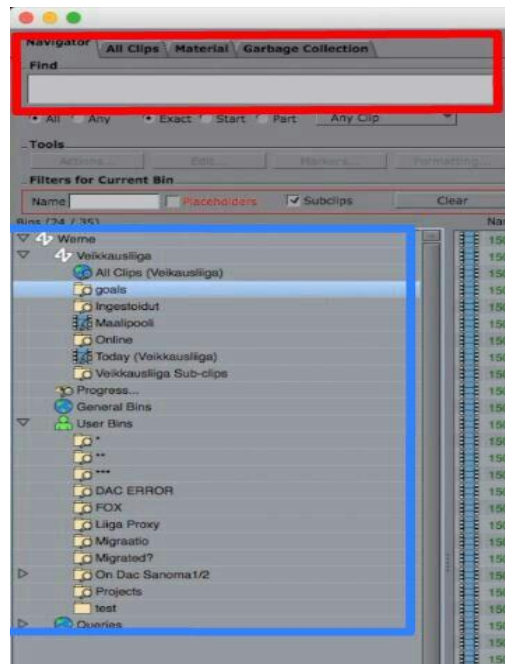 Navigator All Clips Material Garbage Collection
Find
All Any Exact Start Part Any Clip
Tools
Actions... Edit... Markers... Formatting...
Filters for Current Bin
Name Placeholders Subclips Clear
Bins (24 / 35) Na
Werne
Veikkausliiga
All Clips (Veikausliiga)
goals
Ingestoidut
Maalipooli
Online
Today (Veikkausliiga)
Veikkausliiga Sub-clips
Progress...
General Bins
User Bins
*
**
***
DAC ERROR
FOX
Liiga Proxy
Migraatio
Migrated?
On Dac Sanoma1/2
Projects
test
Queries